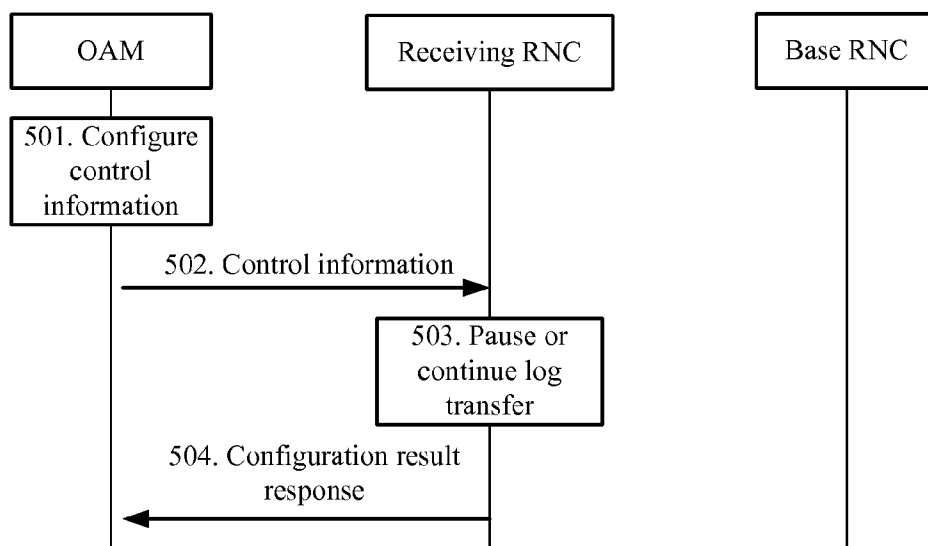 OAM
Receiving RNC
Base RNC
501. Configure
control
information
502. Control information
503. Pause or
continue log
transfer
504. Configuration result
response